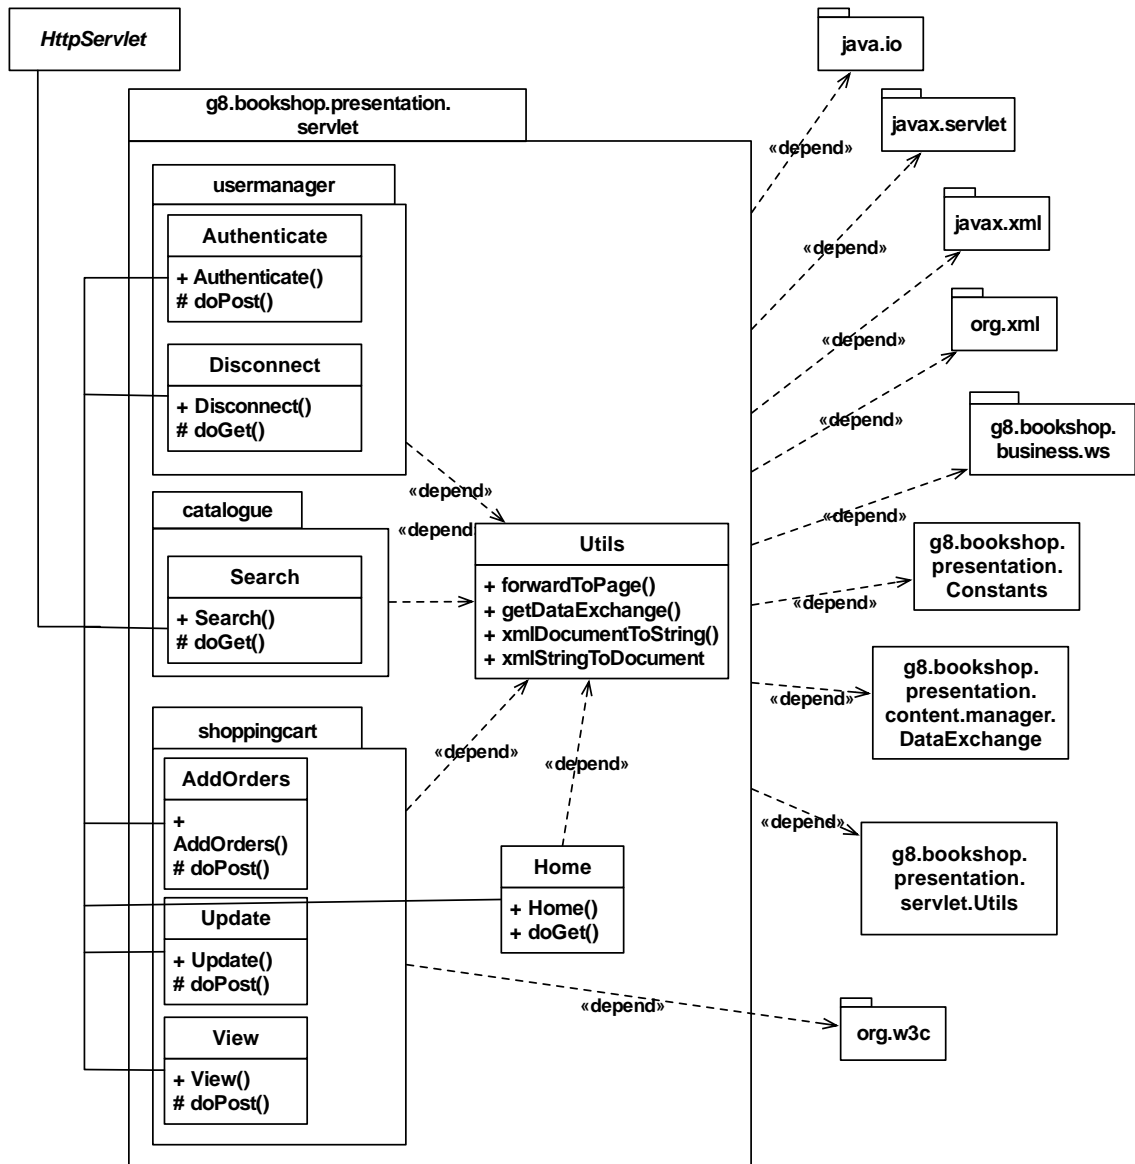 HttpServlet
g8.bookshop.presentation.
servlet
usermanager
Authenticate
+ Authenticate()
# doPost()
Disconnect
+ Disconnect()
# doGet()
«depend»
catalogue
«depend
Search
+ Search()
# doGet()
Utils
+ forwardToPage()
+ getDataExchange()
+ xmlDocumentToString()
+ xmlStringToDocument
shoppingcart
AddOrders
+
AddOrders()
# doPost()
«depend»
«depend»
Update
+ Update()
# doPost()
Home
+ Home()
+ doGet()
View
+ View()
# doPost()
«depend»
java.io
«depend»
javax.servlet
«depend»
javax.xml
«depend»
org.xml
«depend»
g8.bookshop.
business.ws
«depend»
g8.bookshop.
presentation.
Constants
«depend»
g8.bookshop.
presentation.
content.manager.
DataExchange
«depend»
g8.bookshop.
presentation.
servlet.Utils
«depend»
org.w3c